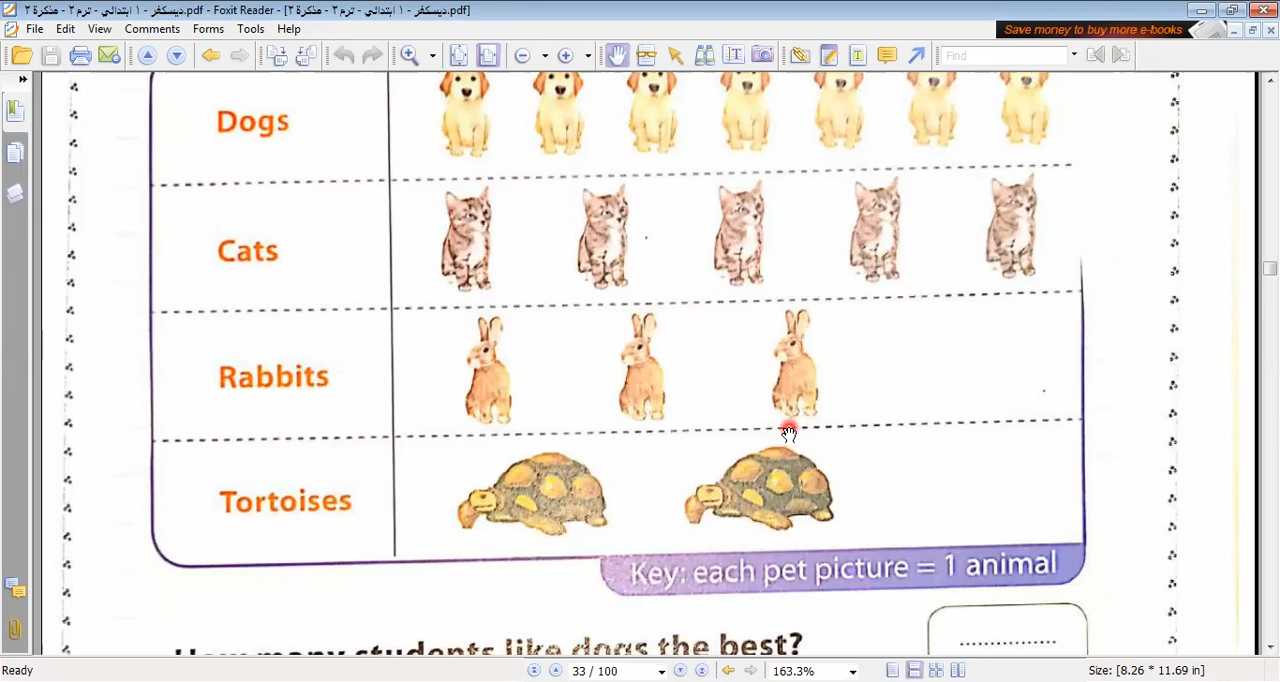 ديسكفر - ١ ابتدائي - ترم ٢ - مذكرة ٢.pdf - Foxit Reader - [ديسكفر - ١ ابتدائي - ترم ٢ - مذكرة ٢.pdf]
File Edit View Comments Forms Tools Help
Save money to buy more e-books
Find
Dogs
Cats
Rabbits
Tortoises
Key: each pet picture = 1 animal
How many students like dogs the best?
Ready
33 / 100
163.3%
Size: [8.26 * 11.69 in]